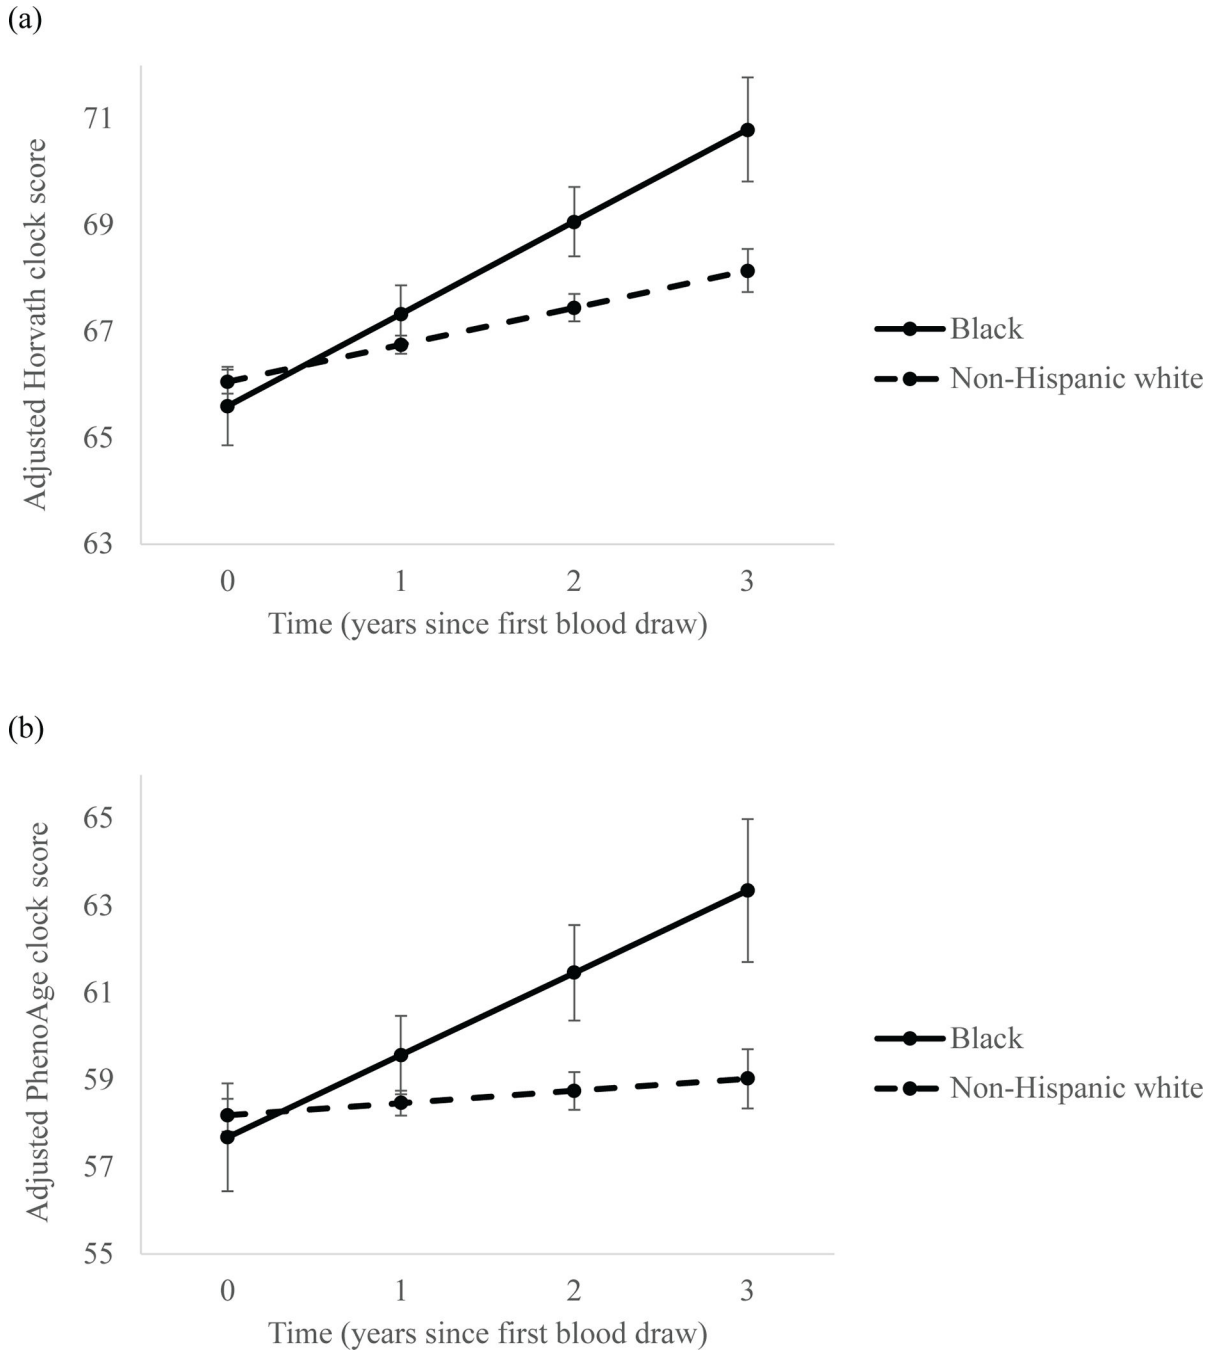 (a)
Adjusted Horvath clock score
71
69
67
65
63
0 1 2 3
Time (years since first blood draw)
Black
Non-Hispanic white
(b)
Adjusted PhenoAge clock score
65
63
61
59
57
55
0 1 2 3
Time (years since first blood draw)
Black
Non-Hispanic white